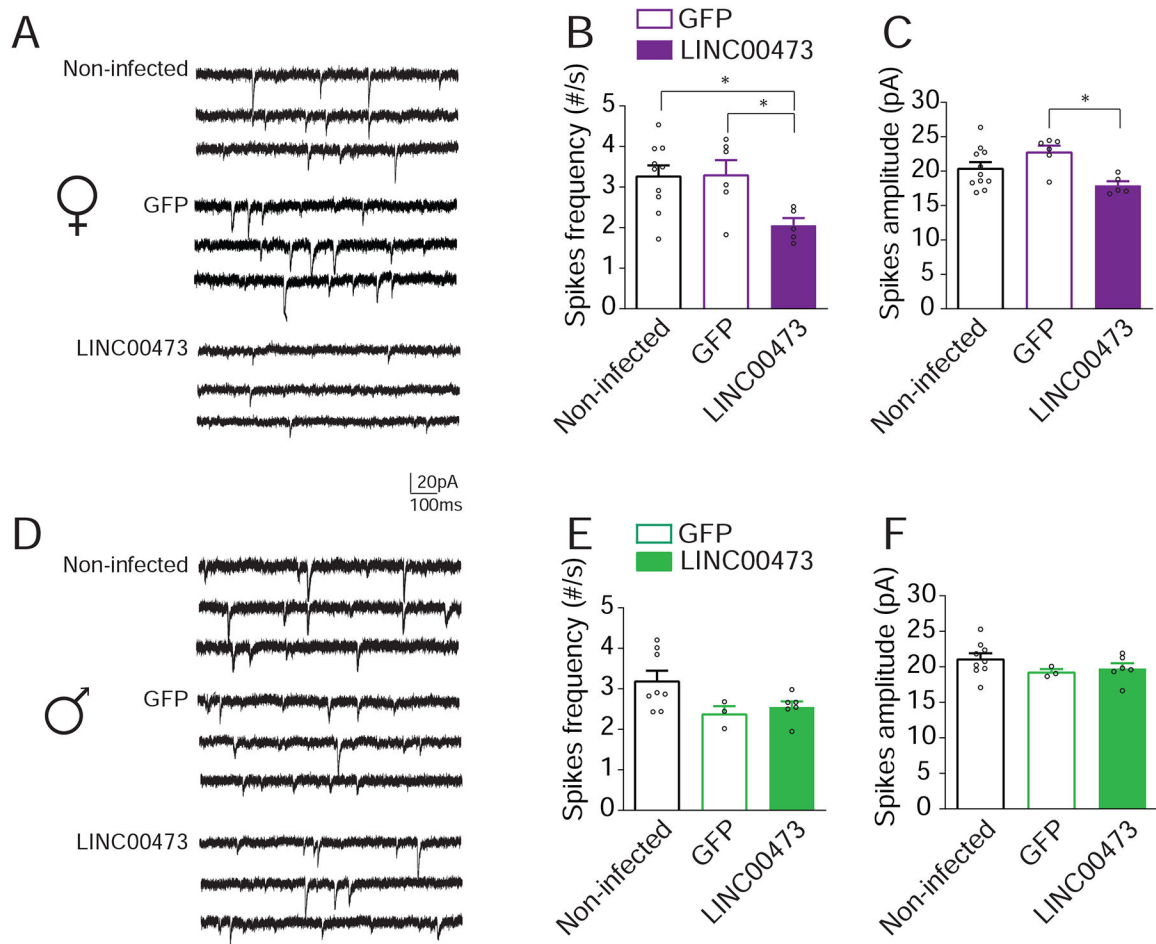 A
Non-infected
GFP
LINC00473
20pA
100ms
B
GFP
LINC00473
Spikes frequency (#/s)
5
4
3
2
1
0
*
*
Non-infected
GFP
LINC00473
C
Spikes amplitude (pA)
30
25
20
15
10
5
0
*
Non-infected
GFP
LINC00473
D
Non-infected
GFP
LINC00473
E
GFP
LINC00473
Spikes frequency (#/s)
5
4
3
2
1
0
Non-infected
GFP
LINC00473
F
Spikes amplitude (pA)
30
25
20
15
10
5
0
Non-infected
GFP
LINC00473